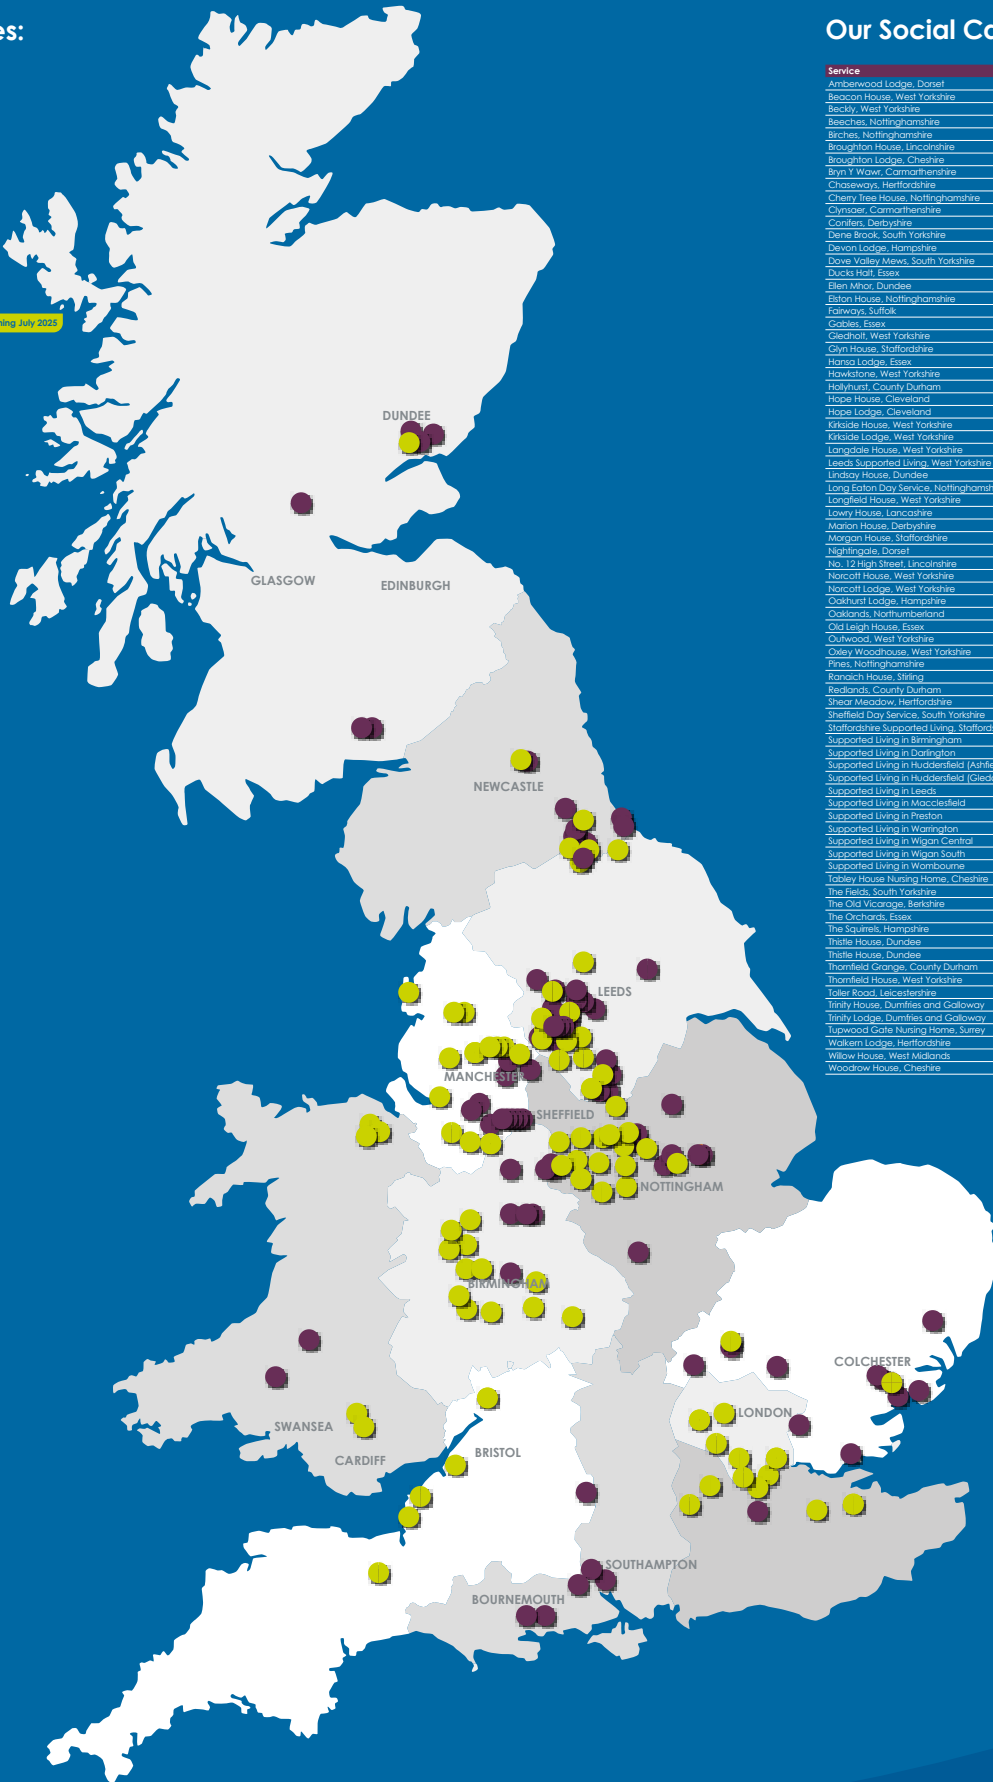 es:
ning July 2025
DUNDEE
GLASGOW
EDINBURGH
NEWCASTLE
LEEDS
MANCHESTER
SHEFFIELD
NOTTINGHAM
BIRMINGHAM
COLCHESTER
LONDON
SWANSEA
CARDIFF
BRISTOL
SOUTHAMPTON
BOURNEMOUTH
Our Social Ca
Service
Amberwood Lodge, Dorset
Beacon House, West Yorkshire
Beckly, West Yorkshire
Beeches, Nottinghamshire
Birches, Nottinghamshire
Broughton House, Lincolnshire
Broughton Lodge, Cheshire
Bryn Y Wawr, Carmarthenshire
Chaseways, Hertfordshire
Cherry Tree House, Nottinghamshire
Clynsaer, Carmarthenshire
Conifers, Derbyshire
Dene Brook, South Yorkshire
Devon Lodge, Hampshire
Dove Valley Mews, South Yorkshire
Ducks Halt, Essex
Ellen Mhor, Dundee
Elston House, Nottinghamshire
Fairways, Suffolk
Gables, Essex
Gledholt, West Yorkshire
Glyn House, Staffordshire
Hansa Lodge, Essex
Hawkstone, West Yorkshire
Hollyhurst, County Durham
Hope House, Cleveland
Hope Lodge, Cleveland
Kirkside House, West Yorkshire
Kirkside Lodge, West Yorkshire
Langdale House, West Yorkshire
Leeds Supported Living, West Yorkshire
Lindsay House, Dundee
Long Eaton Day Service, Nottinghamsh
Longfield House, West Yorkshire
Lowry House, Lancashire
Marion House, Derbyshire
Morgan House, Staffordshire
Nightingale, Dorset
No. 12 High Street, Lincolnshire
Norcott House, West Yorkshire
Norcott Lodge, West Yorkshire
Oakhurst Lodge, Hampshire
Oaklands, Northumberland
Old Leigh House, Essex
Outwood, West Yorkshire
Oxley Woodhouse, West Yorkshire
Pines, Nottinghamshire
Ranaich House, Stirling
Redlands, County Durham
Shear Meadow, Hertfordshire
Sheffield Day Service, South Yorkshire
Staffordshire Supported Living, Staffords
Supported Living in Birmingham
Supported Living in Darlington
Supported Living in Huddersfield (Ashfie
Supported Living in Huddersfield (Gled
Supported Living in Leeds
Supported Living in Macclesfield
Supported Living in Preston
Supported Living in Warrington
Supported Living in Wigan Central
Supported Living in Wigan South
Supported Living in Wombourne
Tabley House Nursing Home, Cheshire
The Fields, South Yorkshire
The Old Vicarage, Berkshire
The Orchards, Essex
The Squirrels, Hampshire
Thistle House, Dundee
Thistle House, Dundee
Thornfield Grange, County Durham
Thornfield House, West Yorkshire
Toller Road, Leicestershire
Trinity House, Dumfries and Galloway
Trinity Lodge, Dumfries and Galloway
Tupwood Gate Nursing Home, Surrey
Walkern Lodge, Hertfordshire
Willow House, West Midlands
Woodrow House, Cheshire